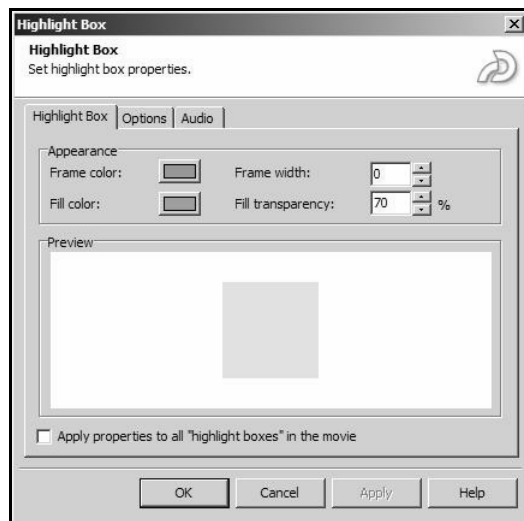 Highlight Box
Highlight Box
Set highlight box properties.
Highlight Box Options Audio
Appearance
Frame color: Frame width: 0
Fill color: Fill transparency: 70 %
Preview
Apply properties to all "highlight boxes" in the movie
OK Cancel Apply Help